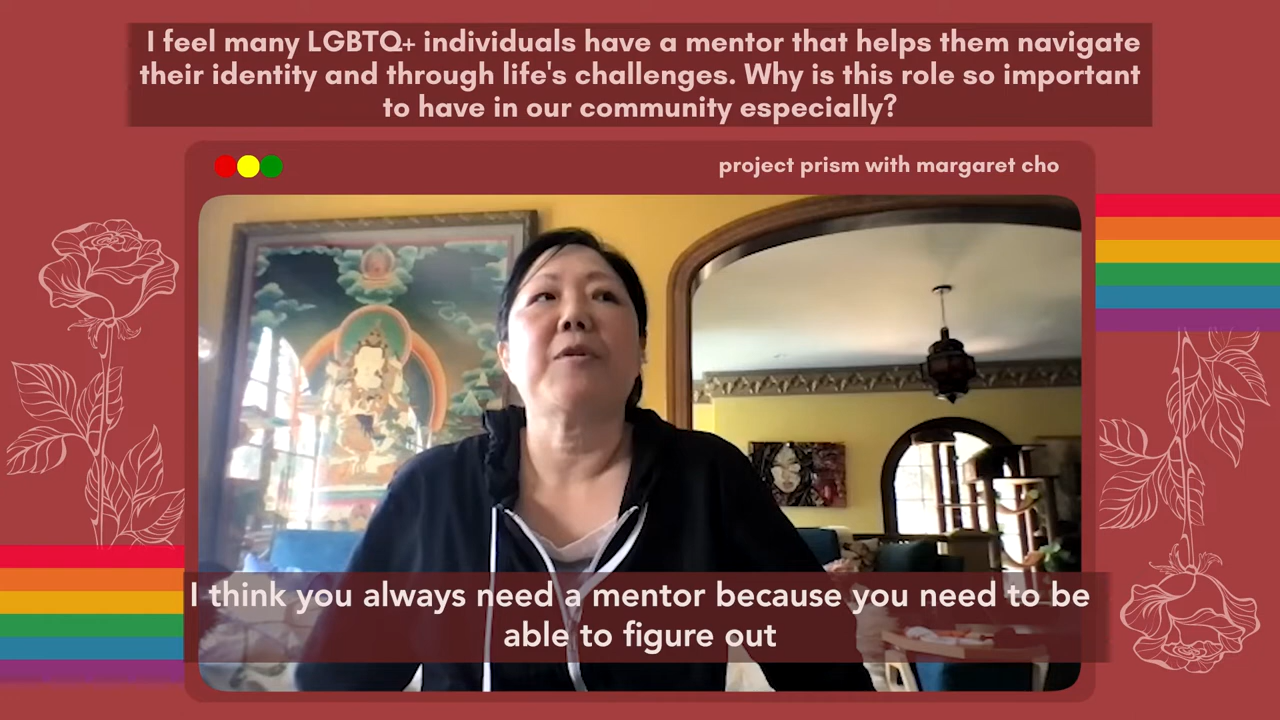 I feel many LGBTQ+ individuals have a mentor that helps them navigate
their identity and through life's challenges. Why is this role so important
to have in our community especially?
project prism with margaret cho
I think you always need a mentor because you need to be
able to figure out